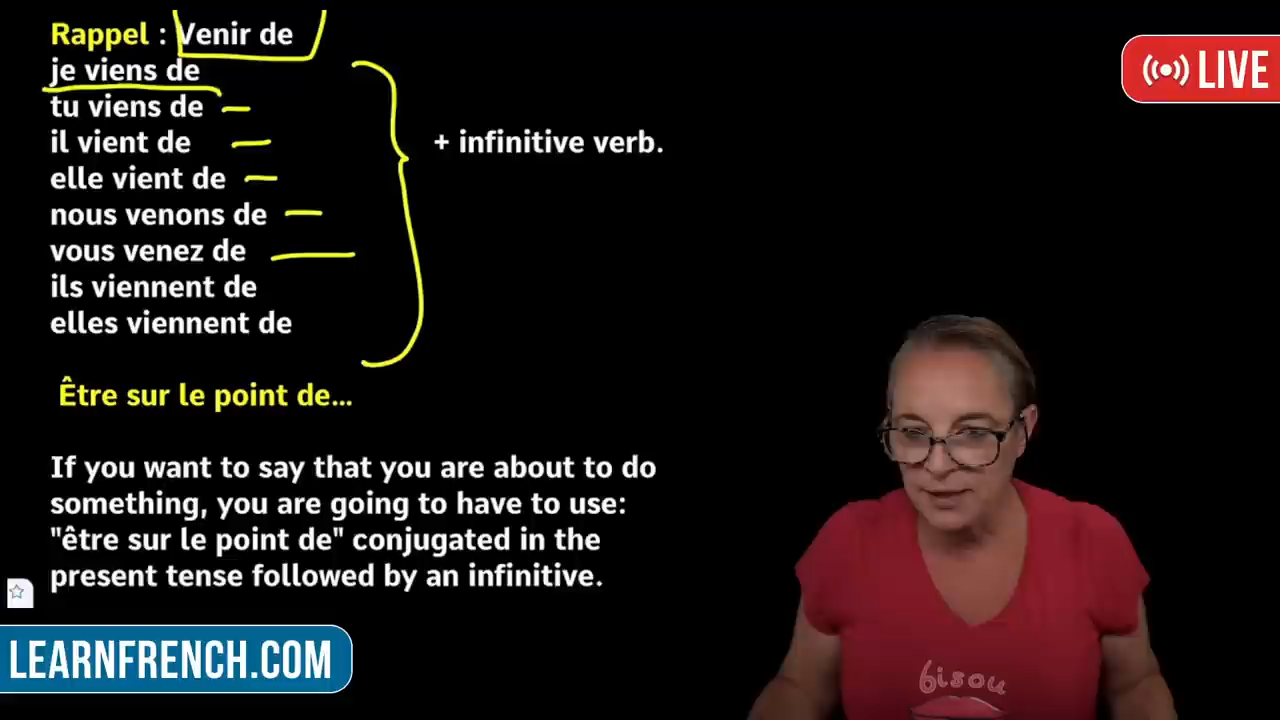 Rappel : Venir de
je viens de
tu viens de
il vient de
elle vient de
nous venons de
vous venez de
ils viennent de
elles viennent de
+ infinitive verb.
Être sur le point de...
If you want to say that you are about to do
something, you are going to have to use:
"être sur le point de" conjugated in the
present tense followed by an infinitive.
LEARNFRENCH.COM
LIVE
bisou